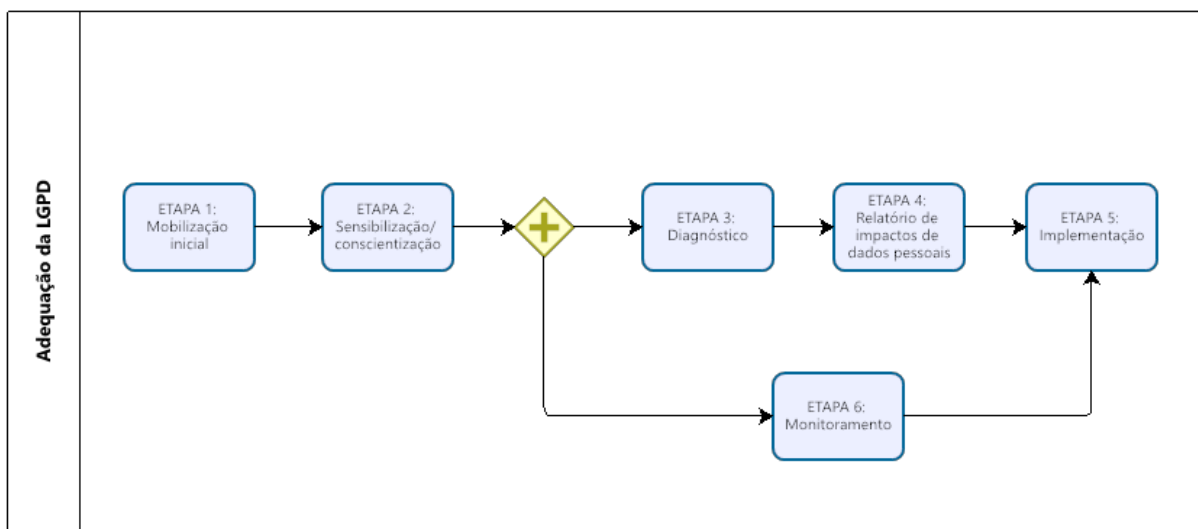 Adequação da LGPD
ETAPA 1:
Mobilização
inicial
ETAPA 2:
Sensibilização/
conscientização
ETAPA 3:
Diagnóstico
ETAPA 4:
Relatório de
impactos de
dados pessoais
ETAPA 5:
Implementação
ETAPA 6:
Monitoramento